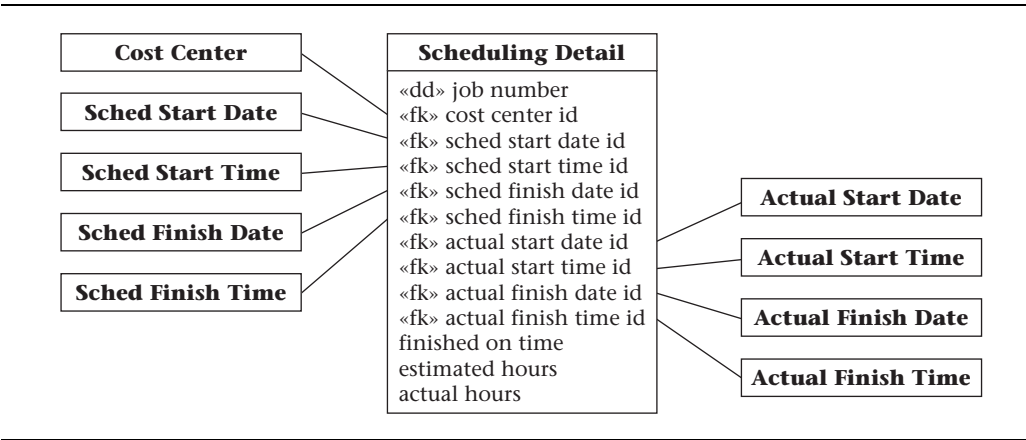 Cost Center
Sched Start Date
Sched Start Time
Sched Finish Date
Sched Finish Time
Scheduling Detail
«dd» job number
«fk» cost center id
«fk» sched start date id
«fk» sched start time id
«fk» sched finish date id
«fk» sched finish time id
«fk» actual start date id
«fk» actual start time id
«fk» actual finish date id
«fk» actual finish time id
finished on time
estimated hours
actual hours
Actual Start Date
Actual Start Time
Actual Finish Date
Actual Finish Time